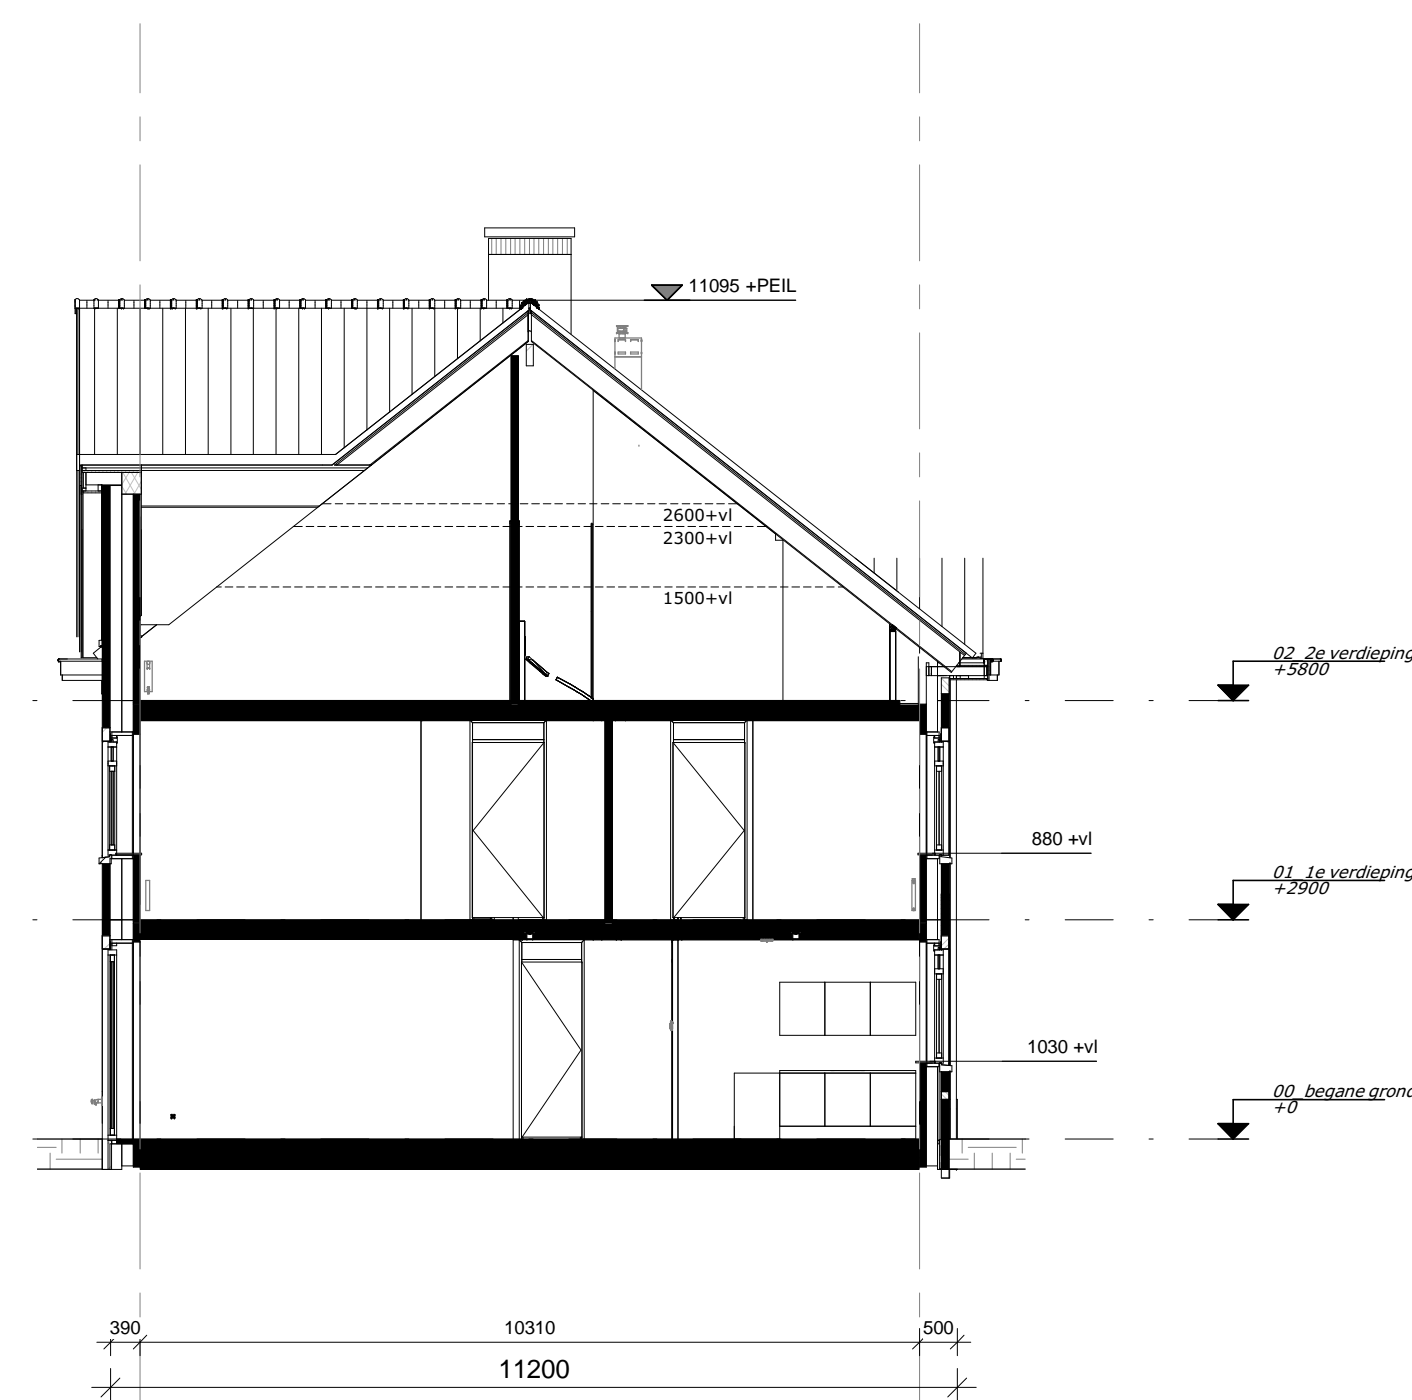 11095 +PEIL
2600+vl
2300+vl
1500+vl
02_2e verdieping
+5800
880 +vl
01_1e verdieping
+2900
1030 +vl
00_begane grond
+0
390
10310
500
11200